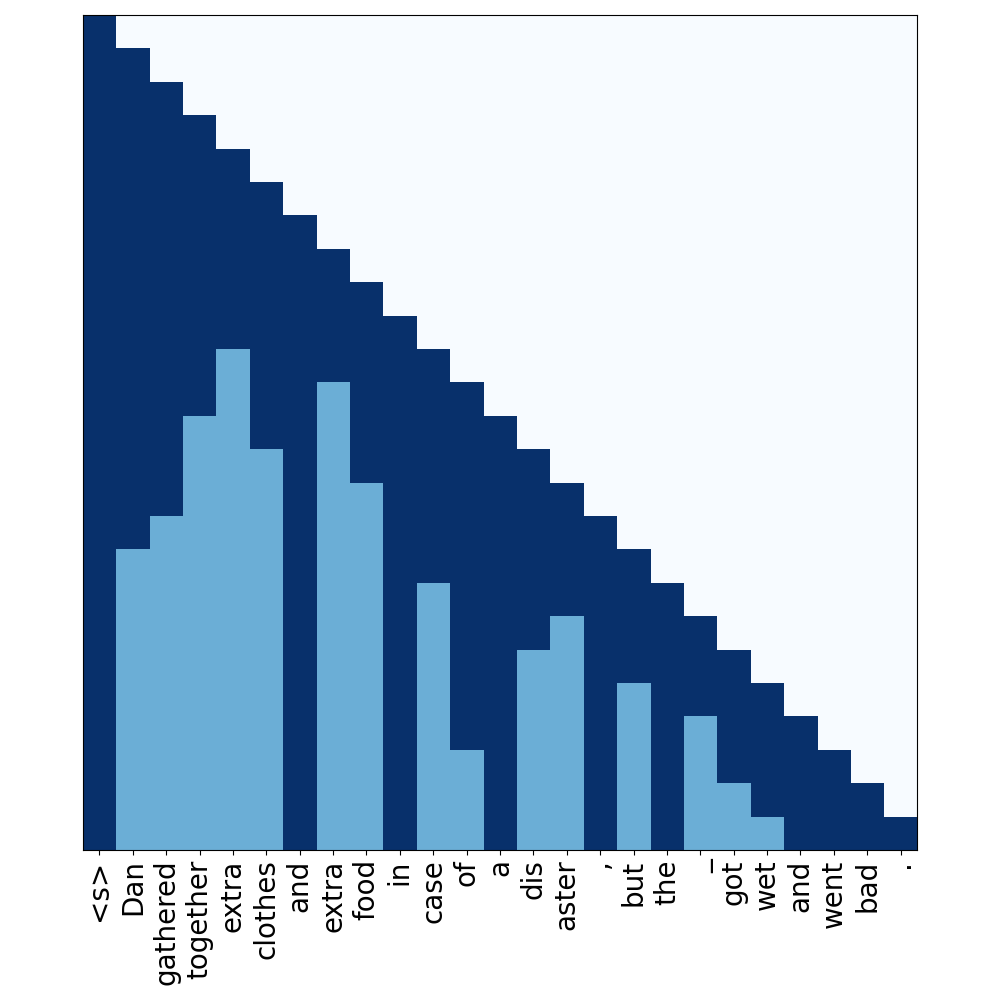 <s>
Dan
gathered
together
extra
clothes
and
extra
food
in
case
of
a
dis
aster
,
but
the
_
got
wet
and
went
bad
.